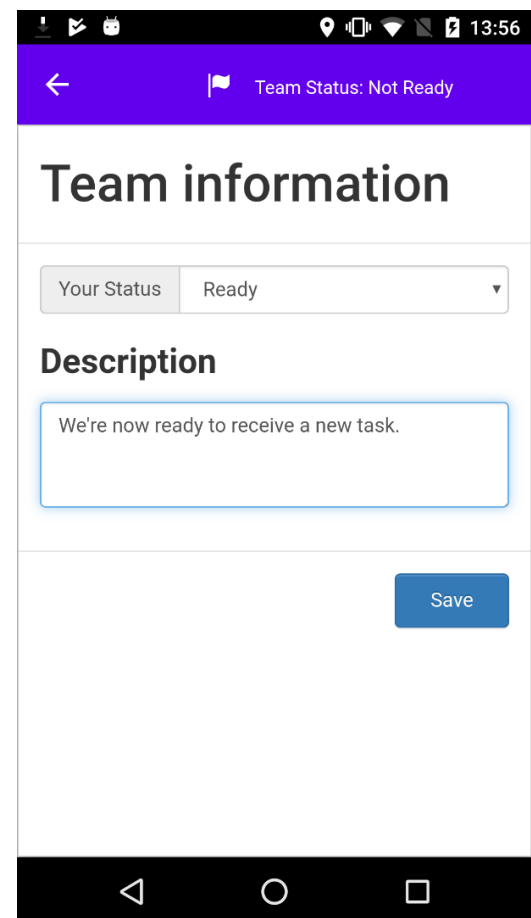 13:56
Team Status: Not Ready
Team information
Your Status Ready
Description
We're now ready to receive a new task.
Save